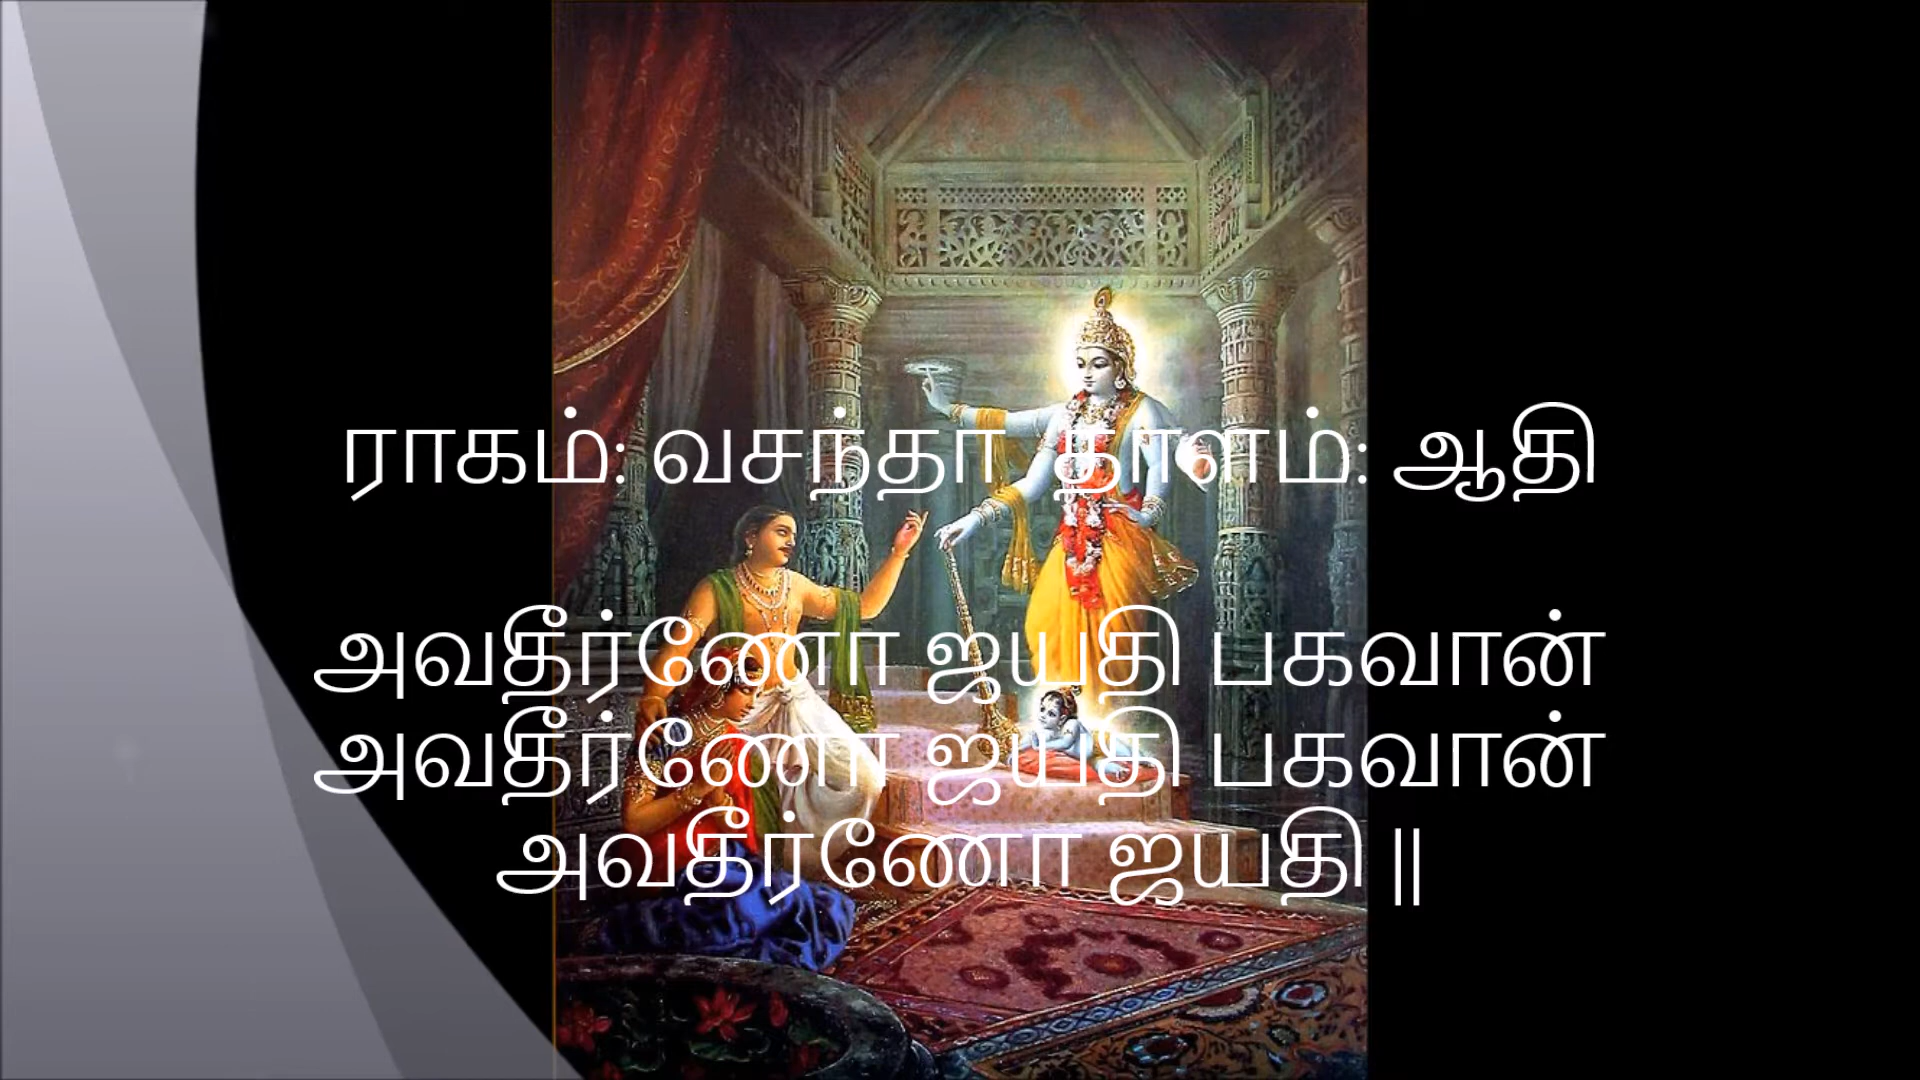 ராகம்: வசந்தா தாளம்: ஆதி
அவதீர்ணோ ஜயதி பகவான்
அவதீர்ணோ ஜயதி பகவான்
அவதீர்ணோ ஜயதி ||